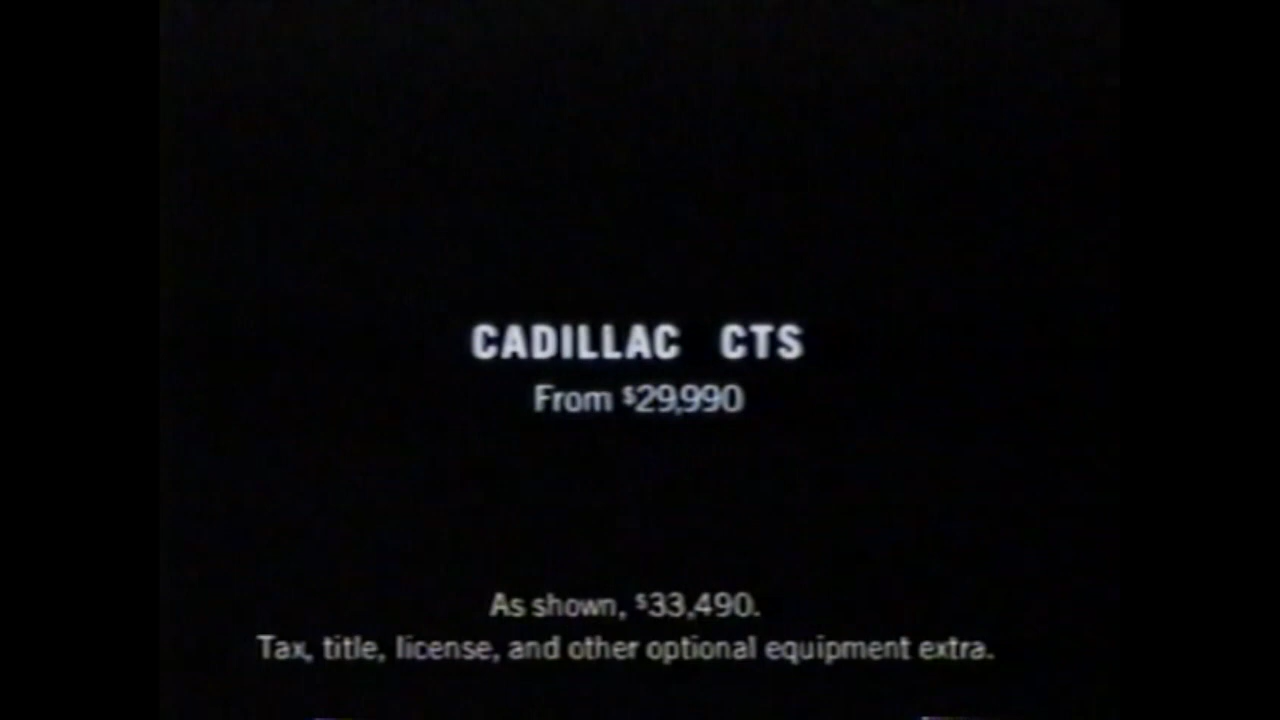 CADILLAC CTS
From $29,990
As shown, $33,490.
Tax, title, license, and other optional equipment extra.